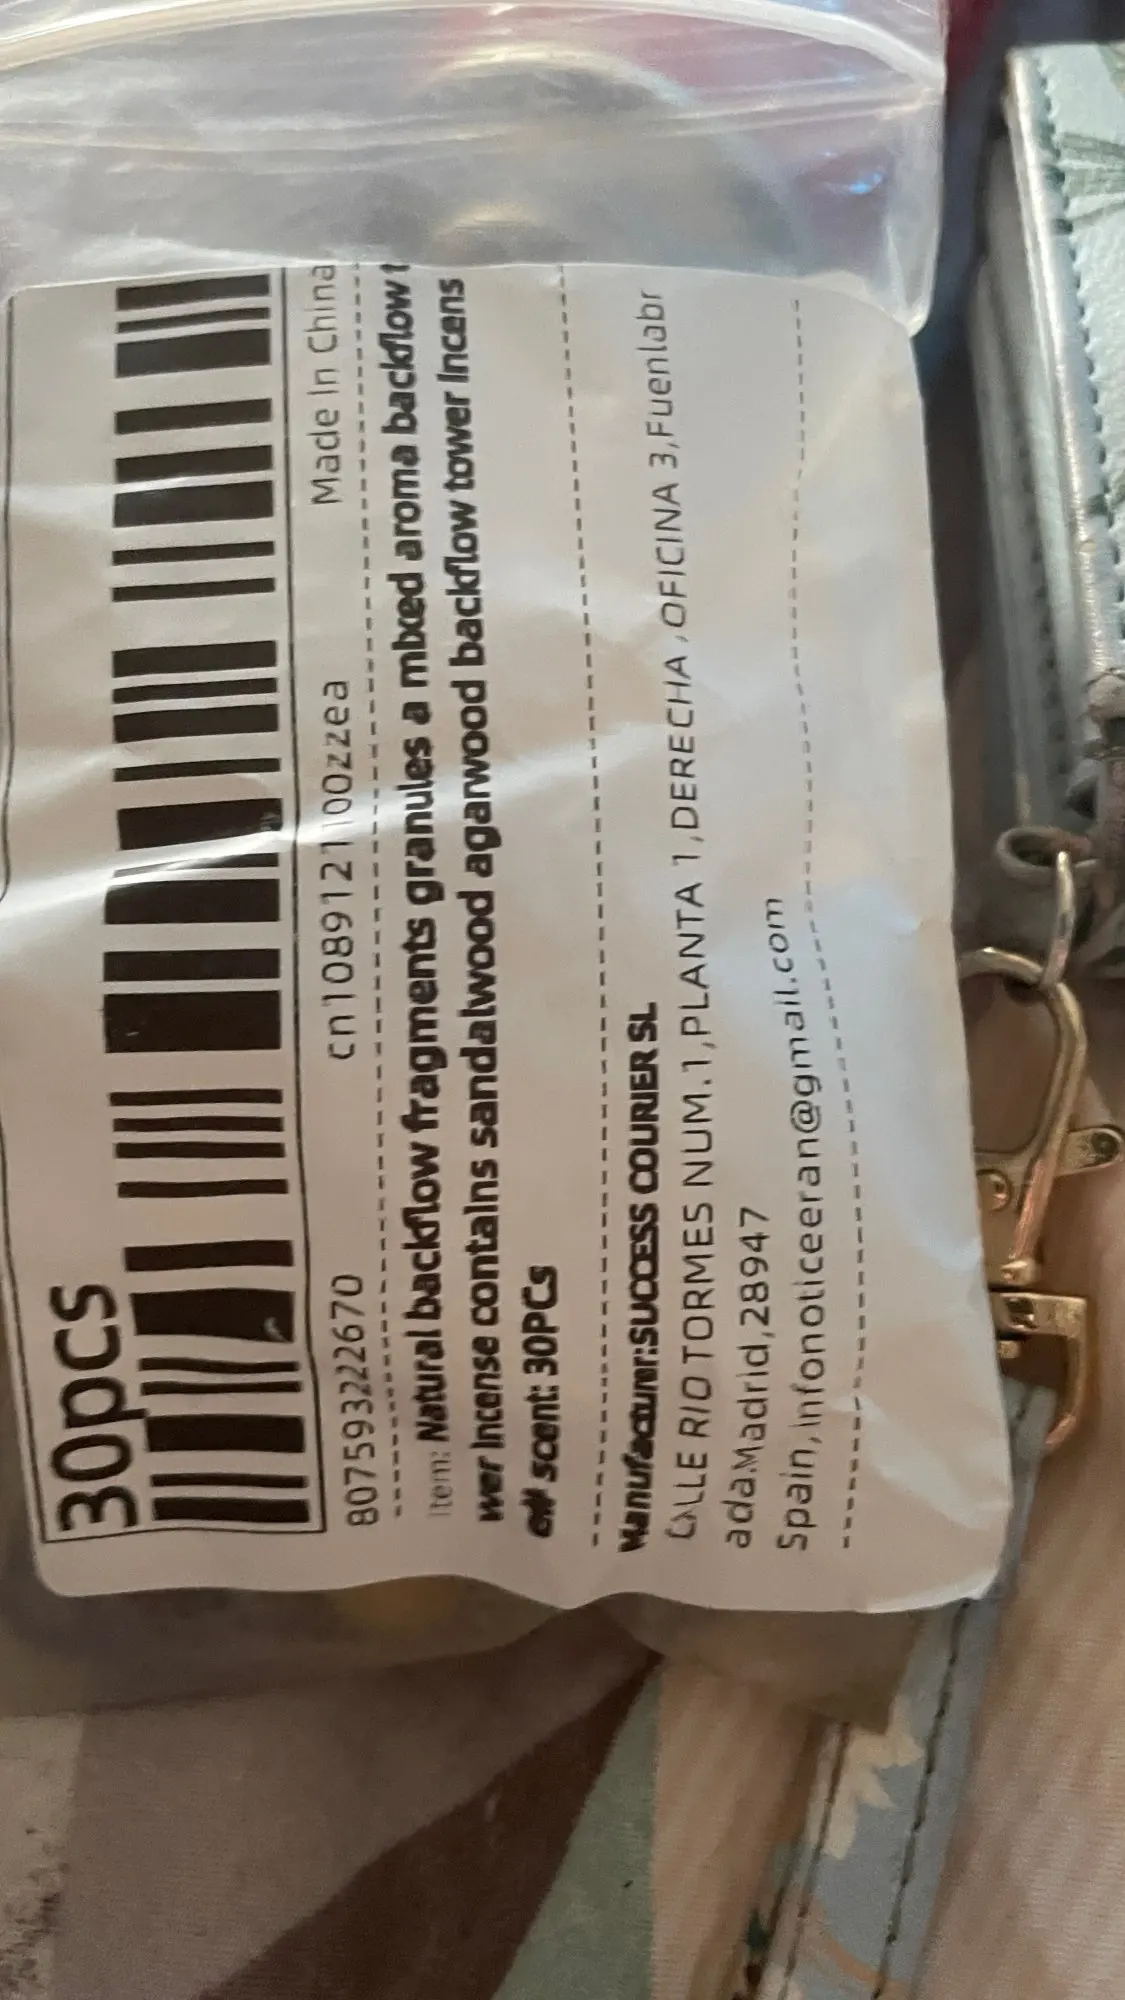 30pcs
807593222670 cn1089121100zzea Made In China
Item: Natural backflow fragments granules a mixed aroma backflow t
wer Incense contains sandalwood agarwood backflow tower Incens
scent: 30PCs
Manufacturer:SUCCESS COURIER SL
CALLE RIO TORMES NUM.1,PLANTA 1,DERECHA,OFICINA 3,Fuenlabr
ada.Madrid,28947
Spain,infonoticeeran@gmail.com